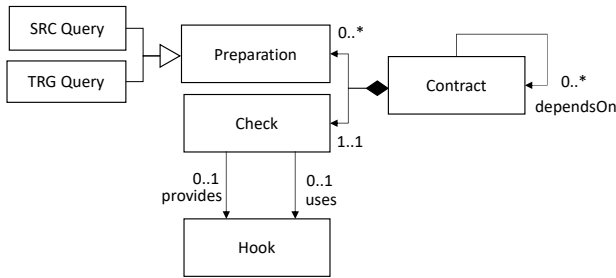 SRC Query
TRG Query
Preparation
0..*
Contract
0..*
dependsOn
Check
1..1
0..1
provides
0..1
uses
Hook